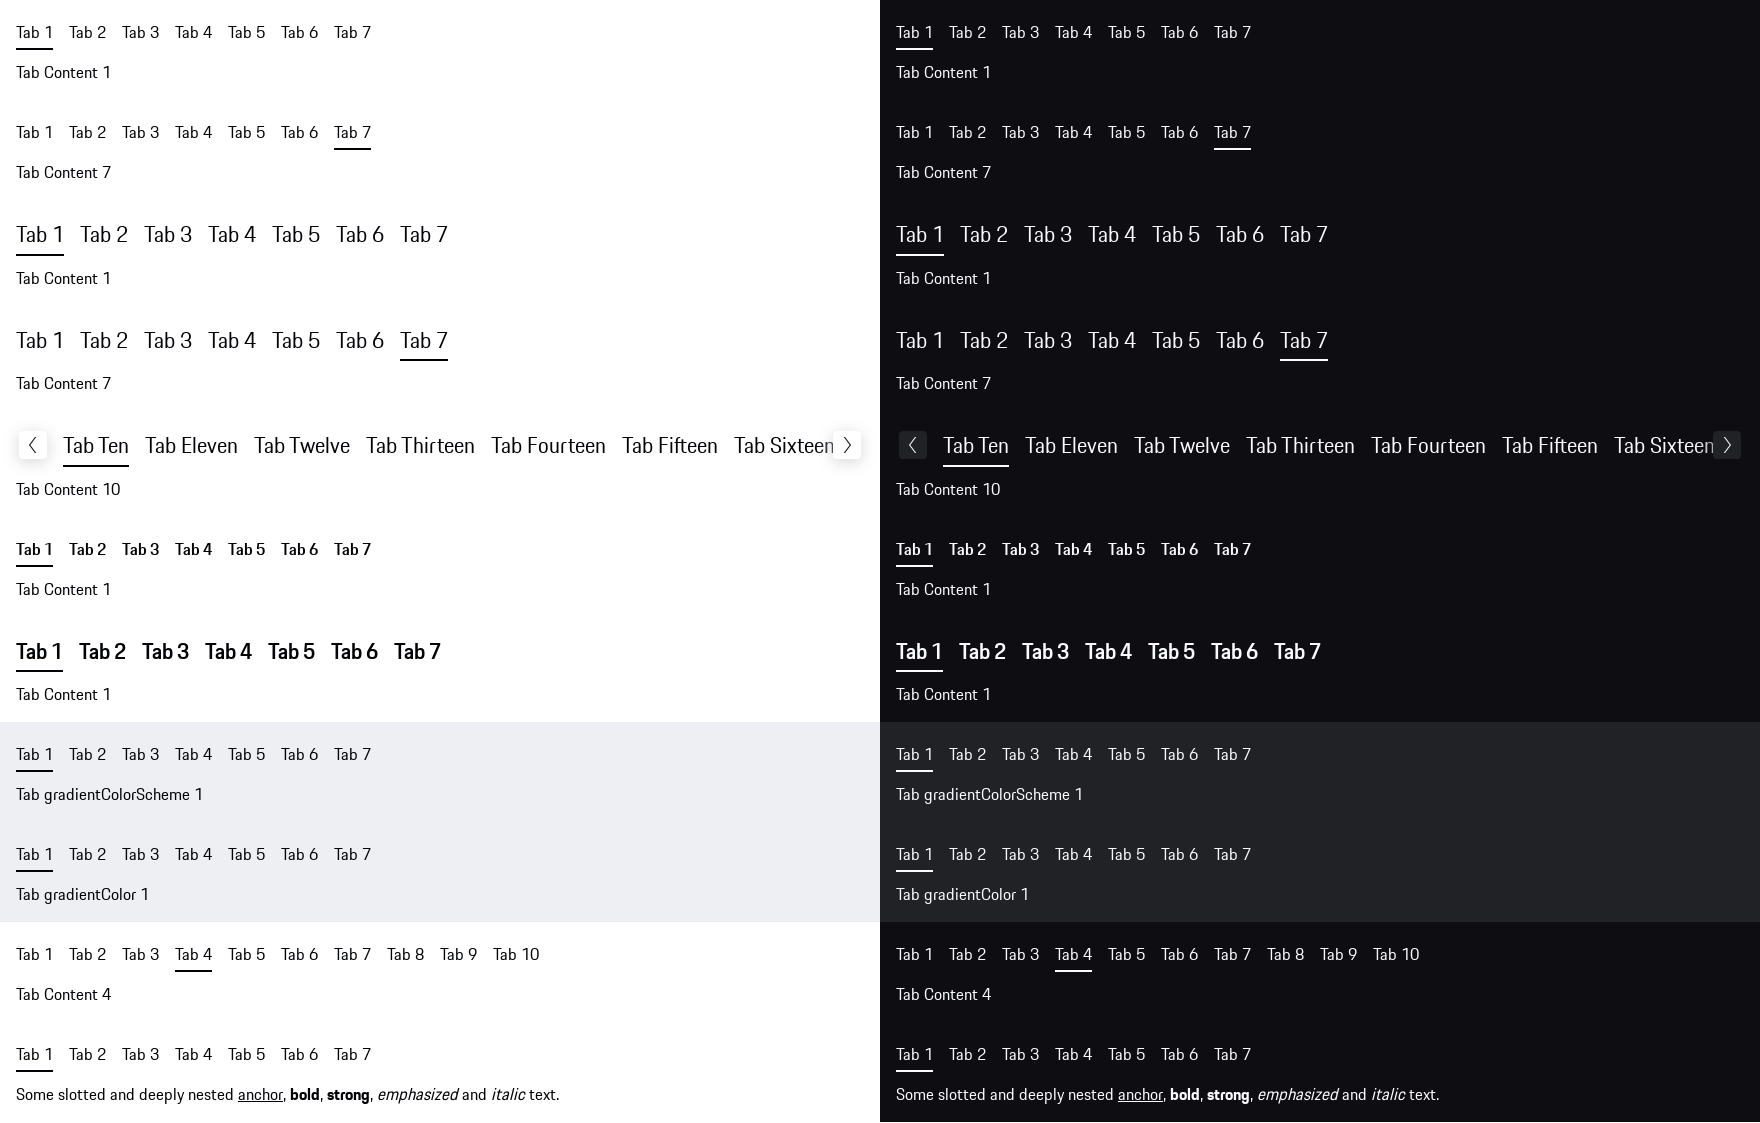 Tab 1 Tab 2 Tab 3 Tab 4 Tab 5 Tab 6 Tab 7
Tab Content 1
Tab 1 Tab 2 Tab 3 Tab 4 Tab 5 Tab 6 Tab 7
Tab Content 7
Tab 1 Tab 2 Tab 3 Tab 4 Tab 5 Tab 6 Tab 7
Tab Content 1
Tab 1 Tab 2 Tab 3 Tab 4 Tab 5 Tab 6 Tab 7
Tab Content 7
Tab Ten Tab Eleven Tab Twelve Tab Thirteen Tab Fourteen Tab Fifteen Tab Sixteen
Tab Content 10
Tab 1 Tab 2 Tab 3 Tab 4 Tab 5 Tab 6 Tab 7
Tab Content 1
Tab 1 Tab 2 Tab 3 Tab 4 Tab 5 Tab 6 Tab 7
Tab Content 1
Tab 1 Tab 2 Tab 3 Tab 4 Tab 5 Tab 6 Tab 7
Tab gradientColorScheme 1
Tab 1 Tab 2 Tab 3 Tab 4 Tab 5 Tab 6 Tab 7
Tab gradientColor 1
Tab 1 Tab 2 Tab 3 Tab 4 Tab 5 Tab 6 Tab 7 Tab 8 Tab 9 Tab 10
Tab Content 4
Tab 1 Tab 2 Tab 3 Tab 4 Tab 5 Tab 6 Tab 7
Some slotted and deeply nested anchor, bold, strong, emphasized and italic text.
Tab 1 Tab 2 Tab 3 Tab 4 Tab 5 Tab 6 Tab 7
Tab Content 1
Tab 1 Tab 2 Tab 3 Tab 4 Tab 5 Tab 6 Tab 7
Tab Content 7
Tab 1 Tab 2 Tab 3 Tab 4 Tab 5 Tab 6 Tab 7
Tab Content 1
Tab 1 Tab 2 Tab 3 Tab 4 Tab 5 Tab 6 Tab 7
Tab Content 7
Tab Ten Tab Eleven Tab Twelve Tab Thirteen Tab Fourteen Tab Fifteen Tab Sixteen
Tab Content 10
Tab 1 Tab 2 Tab 3 Tab 4 Tab 5 Tab 6 Tab 7
Tab Content 1
Tab 1 Tab 2 Tab 3 Tab 4 Tab 5 Tab 6 Tab 7
Tab Content 1
Tab 1 Tab 2 Tab 3 Tab 4 Tab 5 Tab 6 Tab 7
Tab gradientColorScheme 1
Tab 1 Tab 2 Tab 3 Tab 4 Tab 5 Tab 6 Tab 7
Tab gradientColor 1
Tab 1 Tab 2 Tab 3 Tab 4 Tab 5 Tab 6 Tab 7 Tab 8 Tab 9 Tab 10
Tab Content 4
Tab 1 Tab 2 Tab 3 Tab 4 Tab 5 Tab 6 Tab 7
Some slotted and deeply nested anchor, bold, strong, emphasized and italic text.